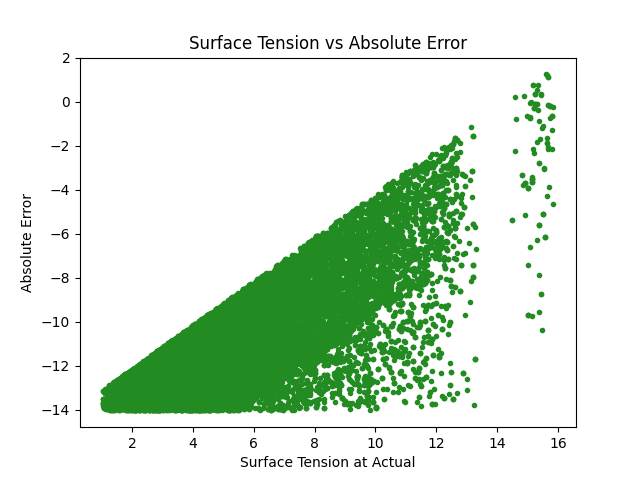 Surface Tension vs Absolute Error
2
0
−2
−4
−6
−8
−10
−12
−14
Absolute Error
2 4 6 8 10 12 14 16
Surface Tension at Actual